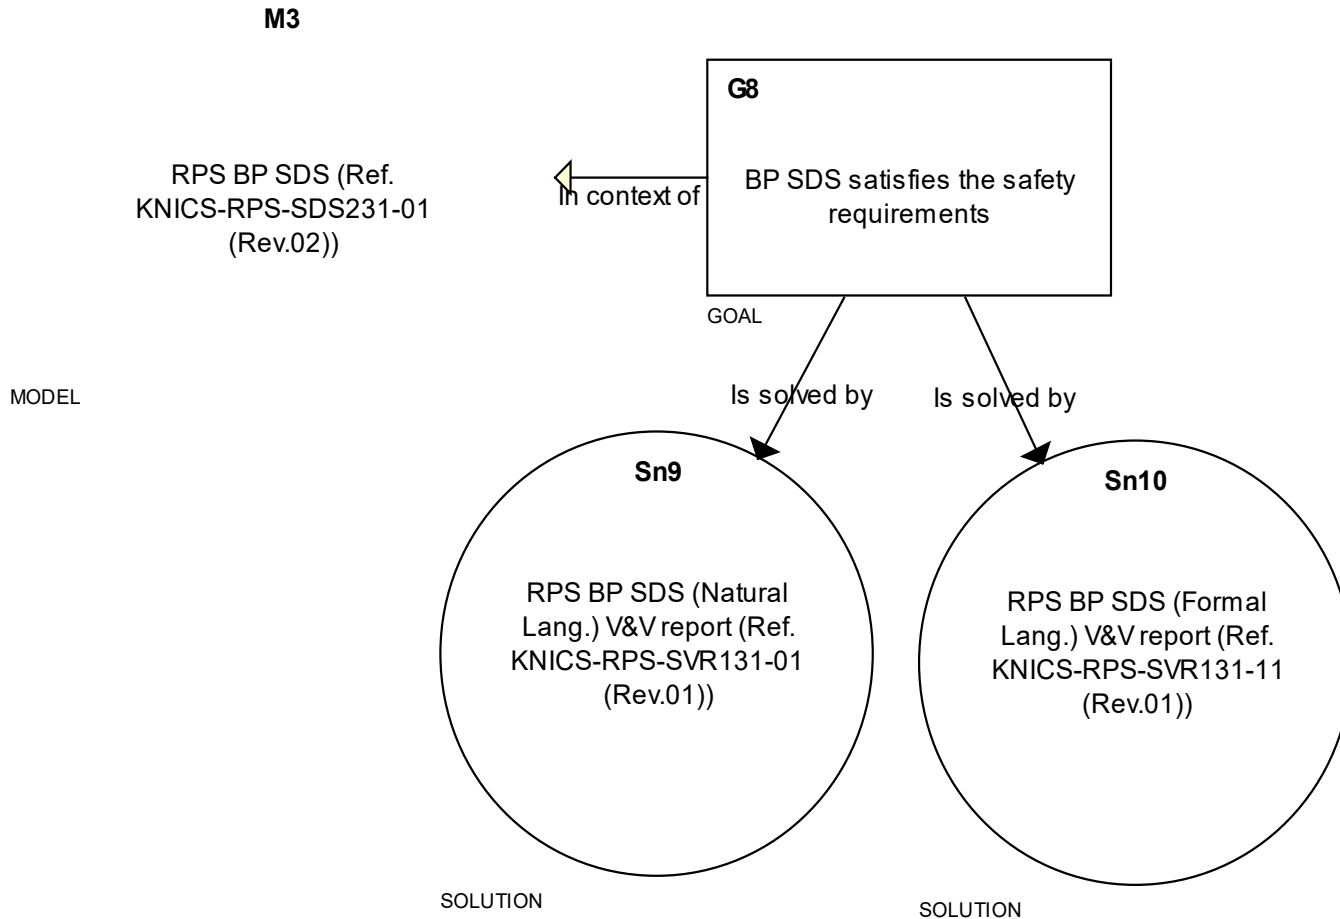 M3
RPS BP SDS (Ref.
KNICS-RPS-SDS231-01
(Rev.02))
MODEL
In context of
G8
BP SDS satisfies the safety
requirements
GOAL
Is solved by
Is solved by
Sn9
RPS BP SDS (Natural
Lang.) V&V report (Ref.
KNICS-RPS-SVR131-01
(Rev.01))
SOLUTION
Sn10
RPS BP SDS (Formal
Lang.) V&V report (Ref.
KNICS-RPS-SVR131-11
(Rev.01))
SOLUTION